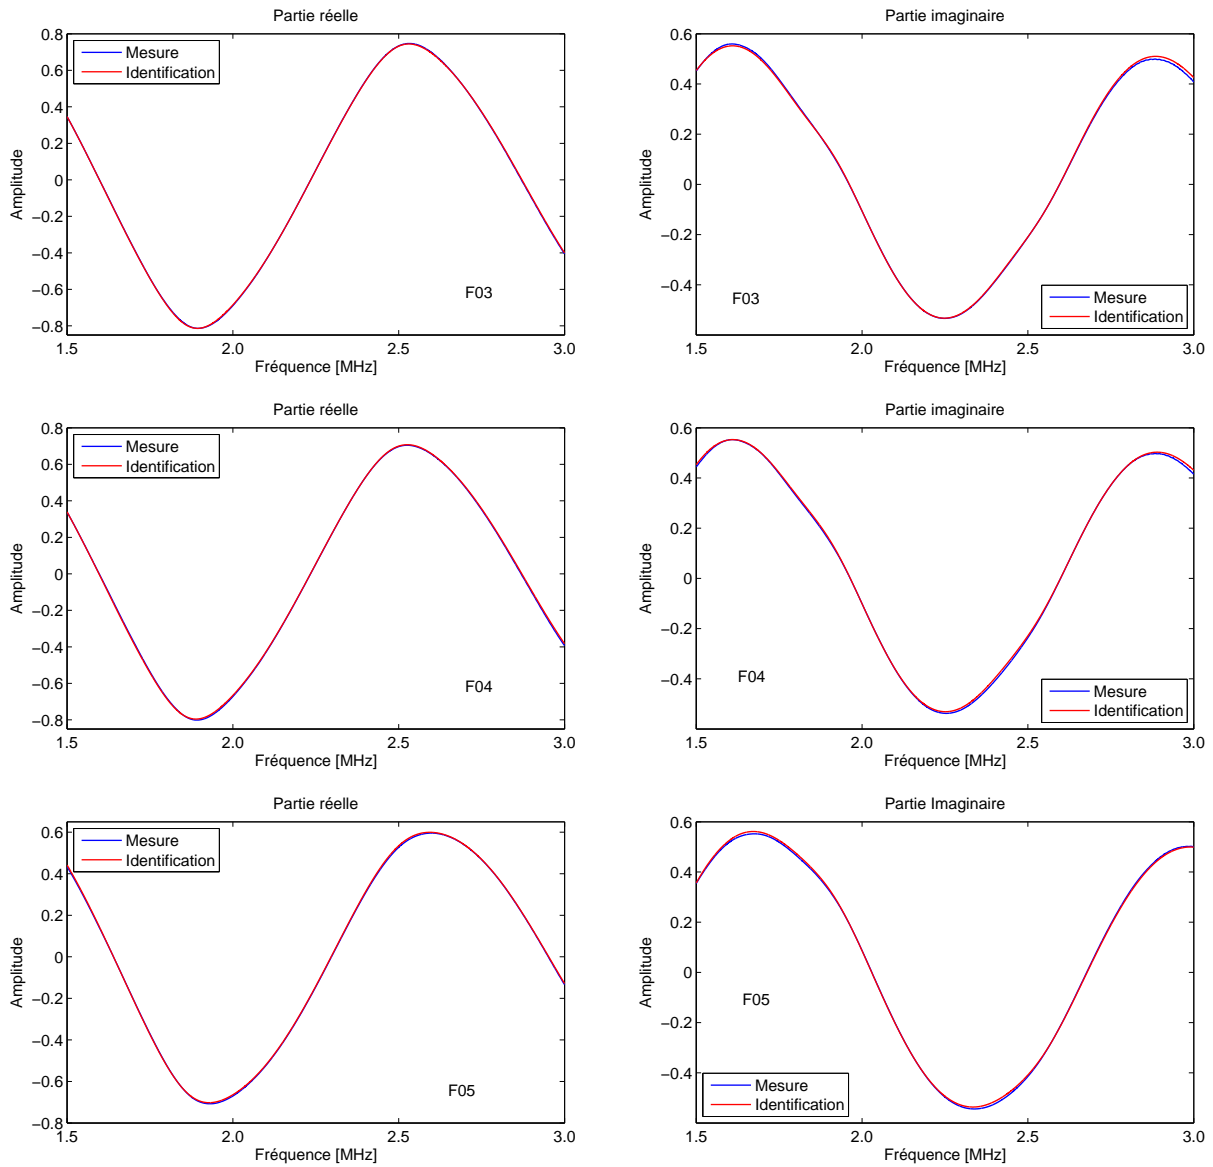 Partie réelle
Mesure
Identification
Amplitude
0.8
0.6
0.4
0.2
0
−0.2
−0.4
−0.6
−0.8
F03
1.5 2.0 2.5 3.0
Fréquence [MHz]
Partie imaginaire
Amplitude
0.6
0.4
0.2
0
−0.2
−0.4
F03
Mesure
Identification
1.5 2.0 2.5 3.0
Fréquence [MHz]
Partie réelle
Mesure
Identification
Amplitude
0.8
0.6
0.4
0.2
0
−0.2
−0.4
−0.6
−0.8
F04
1.5 2.0 2.5 3.0
Fréquence [MHz]
Partie imaginaire
Amplitude
0.6
0.4
0.2
0
−0.2
−0.4
F04
Mesure
Identification
1.5 2.0 2.5 3.0
Fréquence [MHz]
Partie réelle
Mesure
Identification
Amplitude
0.6
0.4
0.2
0
−0.2
−0.4
−0.6
−0.8
F05
1.5 2.0 2.5 3.0
Fréquence [MHz]
Partie Imaginaire
Amplitude
0.6
0.4
0.2
0
−0.2
−0.4
F05
Mesure
Identification
1.5 2.0 2.5 3.0
Fréquence [MHz]